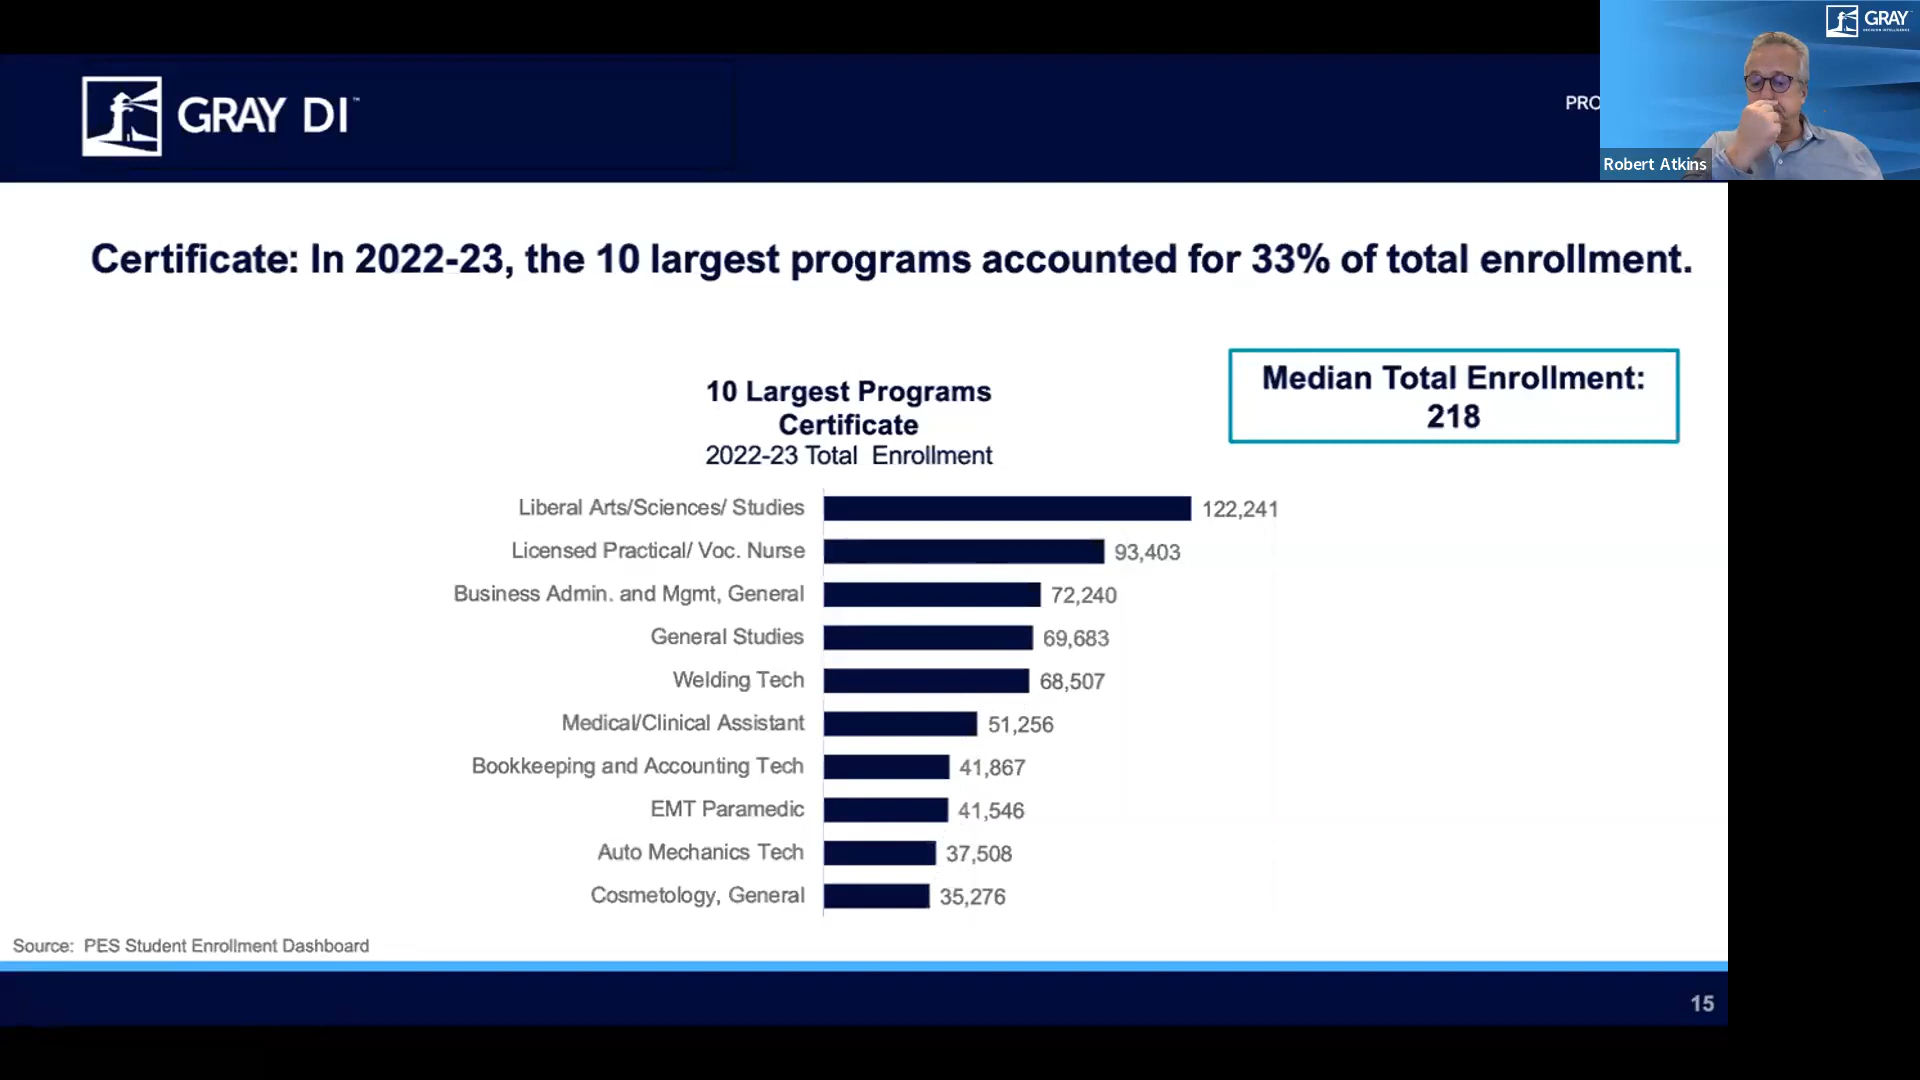 GRAY DI™
PRO
GRAY
Robert Atkins
Certificate: In 2022-23, the 10 largest programs accounted for 33% of total enrollment.
Median Total Enrollment:
218
10 Largest Programs
Certificate
2022-23 Total Enrollment
Liberal Arts/Sciences/ Studies 122,241
Licensed Practical/ Voc. Nurse 93,403
Business Admin. and Mgmt, General 72,240
General Studies 69,683
Welding Tech 68,507
Medical/Clinical Assistant 51,256
Bookkeeping and Accounting Tech 41,867
EMT Paramedic 41,546
Auto Mechanics Tech 37,508
Cosmetology, General 35,276
Source: PES Student Enrollment Dashboard
15